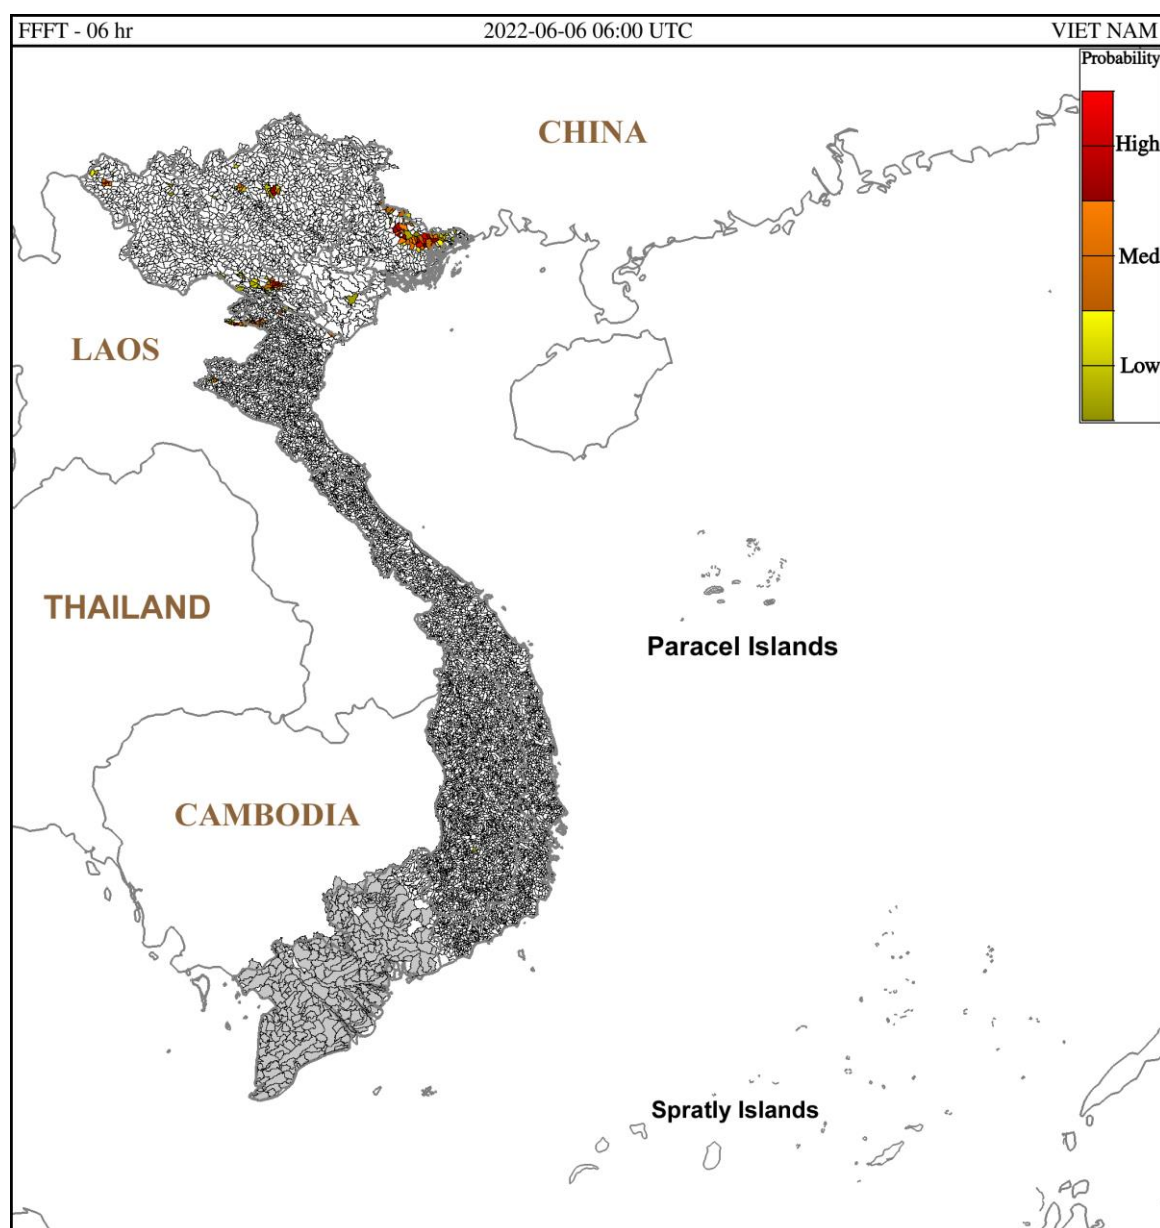 FFFT - 06 hr 2022-06-06 06:00 UTC VIET NAM
Probability
High
Med
Low
CHINA
LAOS
THAILAND
Paracel Islands
CAMBODIA
Spratly Islands